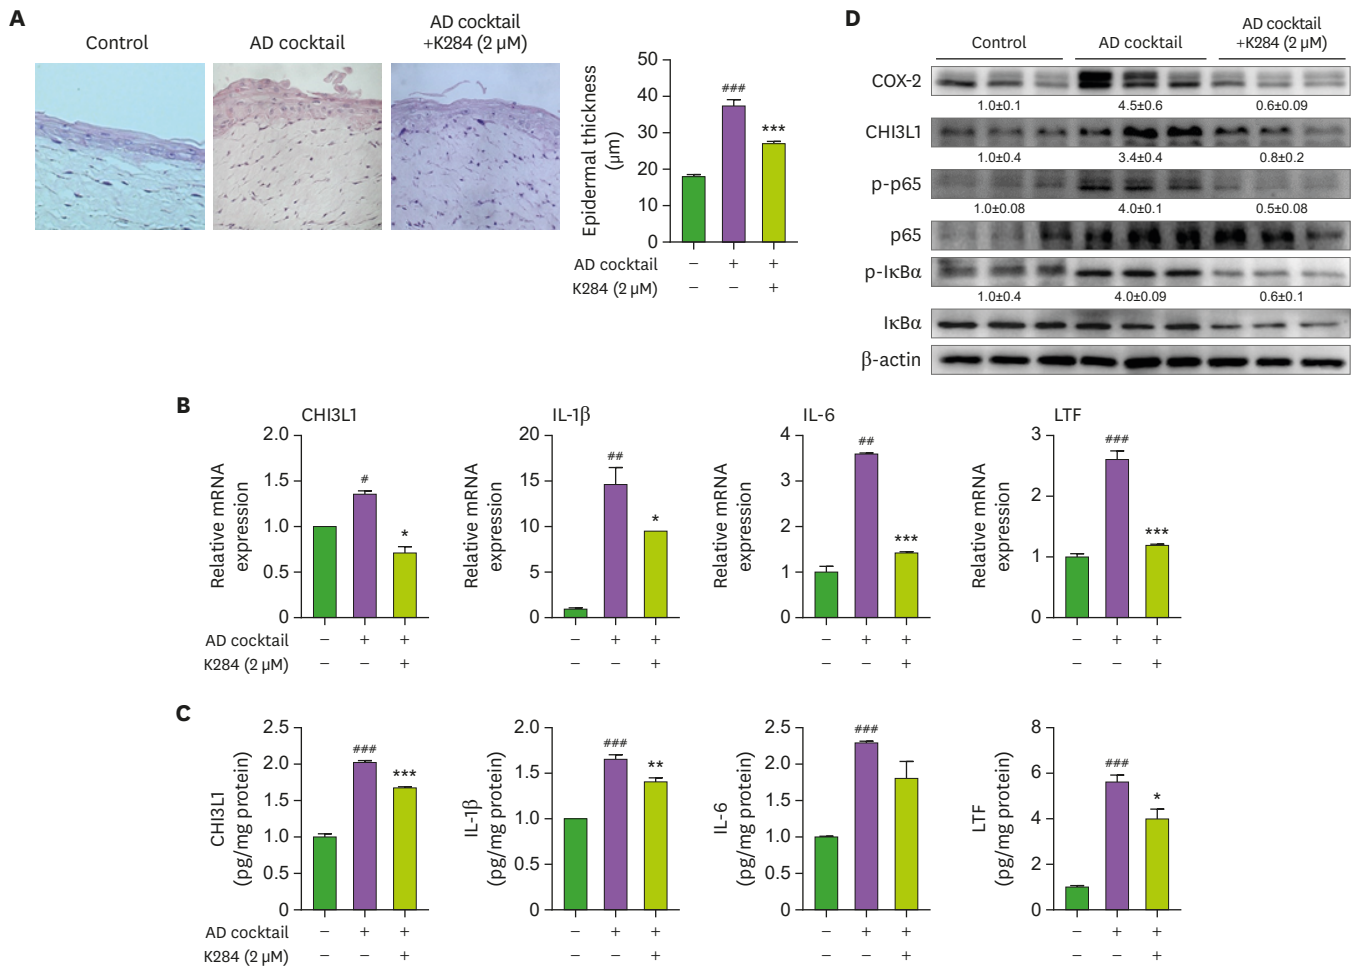 A
Control
AD cocktail
AD cocktail
+K284 (2 µM)
Epidermal thickness
(µm)
50
40
30
20
10
0
###
***
AD cocktail – + +
K284 (2 µM) – – +
D
Control
AD cocktail
AD cocktail
+K284 (2 µM)
COX-2
1.0±0.1 4.5±0.6 0.6±0.09
CHI3L1
1.0±0.4 3.4±0.4 0.8±0.2
p-p65
1.0±0.08 4.0±0.1 0.5±0.08
p65
p-IκBα
1.0±0.4 4.0±0.09 0.6±0.1
IκBα
β-actin
B
CHI3L1
Relative mRNA
expression
2.0
1.5
1.0
0.5
0
#
*
AD cocktail – + +
K284 (2 µM) – – +
IL-1β
Relative mRNA
expression
20
15
10
5
0
##
*
– + +
– – +
IL-6
Relative mRNA
expression
4
3
2
1
0
##
***
– + +
– – +
LTF
Relative mRNA
expression
3
2
1
0
###
***
– + +
– – +
C
CHI3L1
(pg/mg protein)
2.5
2.0
1.5
1.0
0.5
0
###
***
AD cocktail – + +
K284 (2 µM) – – +
IL-1β
(pg/mg protein)
2.0
1.5
1.0
0.5
0
###
**
– + +
– – +
IL-6
(pg/mg protein)
2.5
2.0
1.5
1.0
0.5
0
###
– + +
– – +
LTF
(pg/mg protein)
8
6
4
2
0
###
*
– + +
– – +